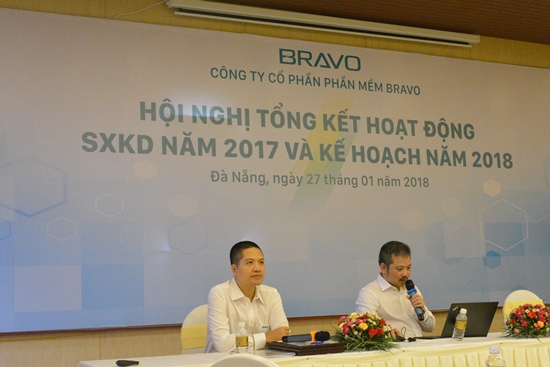 BRAVO
CÔNG TY CỔ PHẦN PHẦN MỀM BRAVO
HỘI NGHỊ TỔNG KẾT HOẠT ĐỘNG
SXKD NĂM 2017 VÀ KẾ HOẠCH NĂM 2018
Đà Nẵng, ngày 27 tháng 01 năm 2018